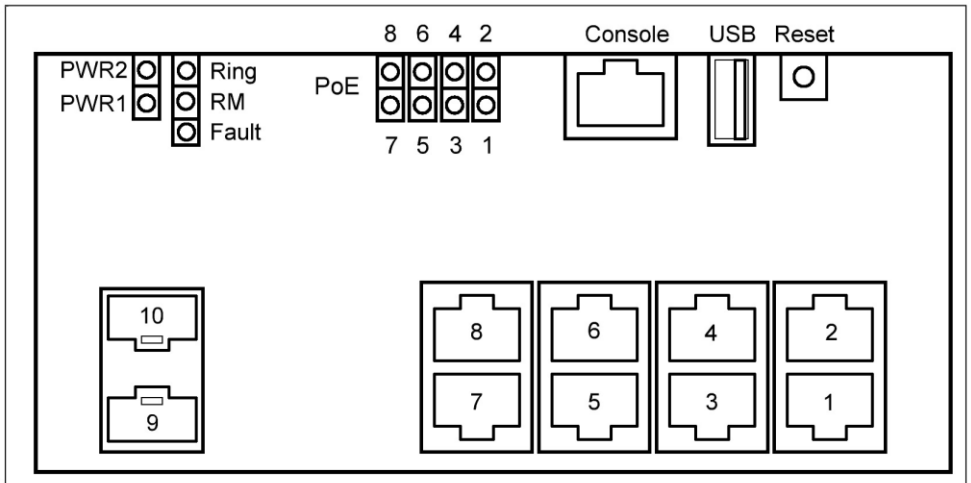 8 6 4 2 Console USB Reset
PWR2 Ring
PoE
PWR1 RM
Fault
7 5 3 1
10 8 6 4 2
9 7 5 3 1